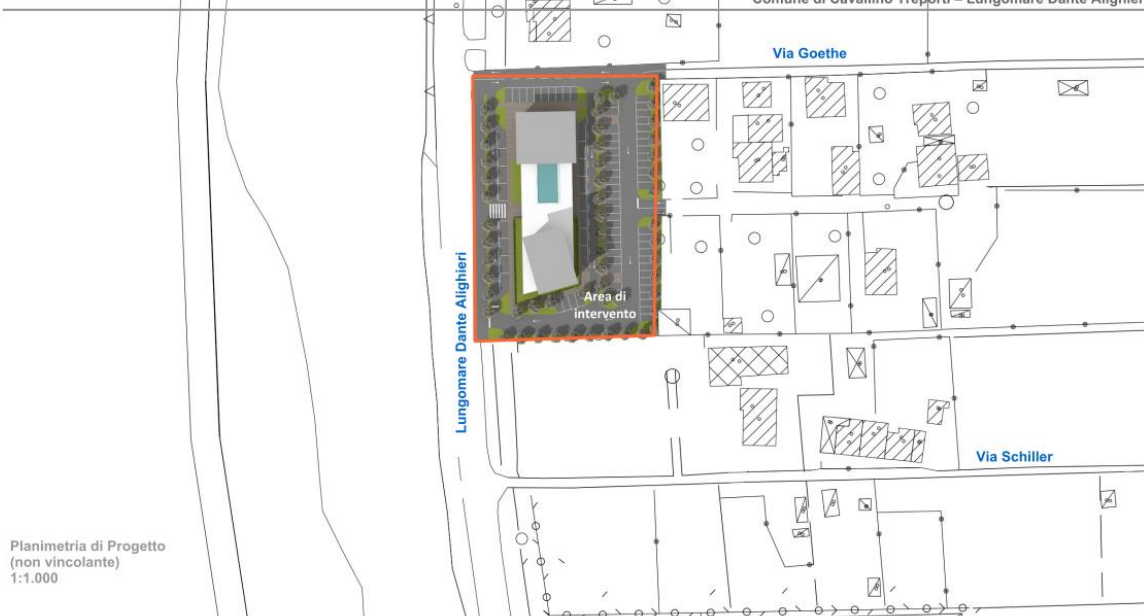 Comune di Cavallino Treporti – Lungomare Dante Alighieri
Via Goethe
Lungomare Dante Alighieri
Area di
intervento
Via Schiller
Planimetria di Progetto
(non vincolante)
1:1.000